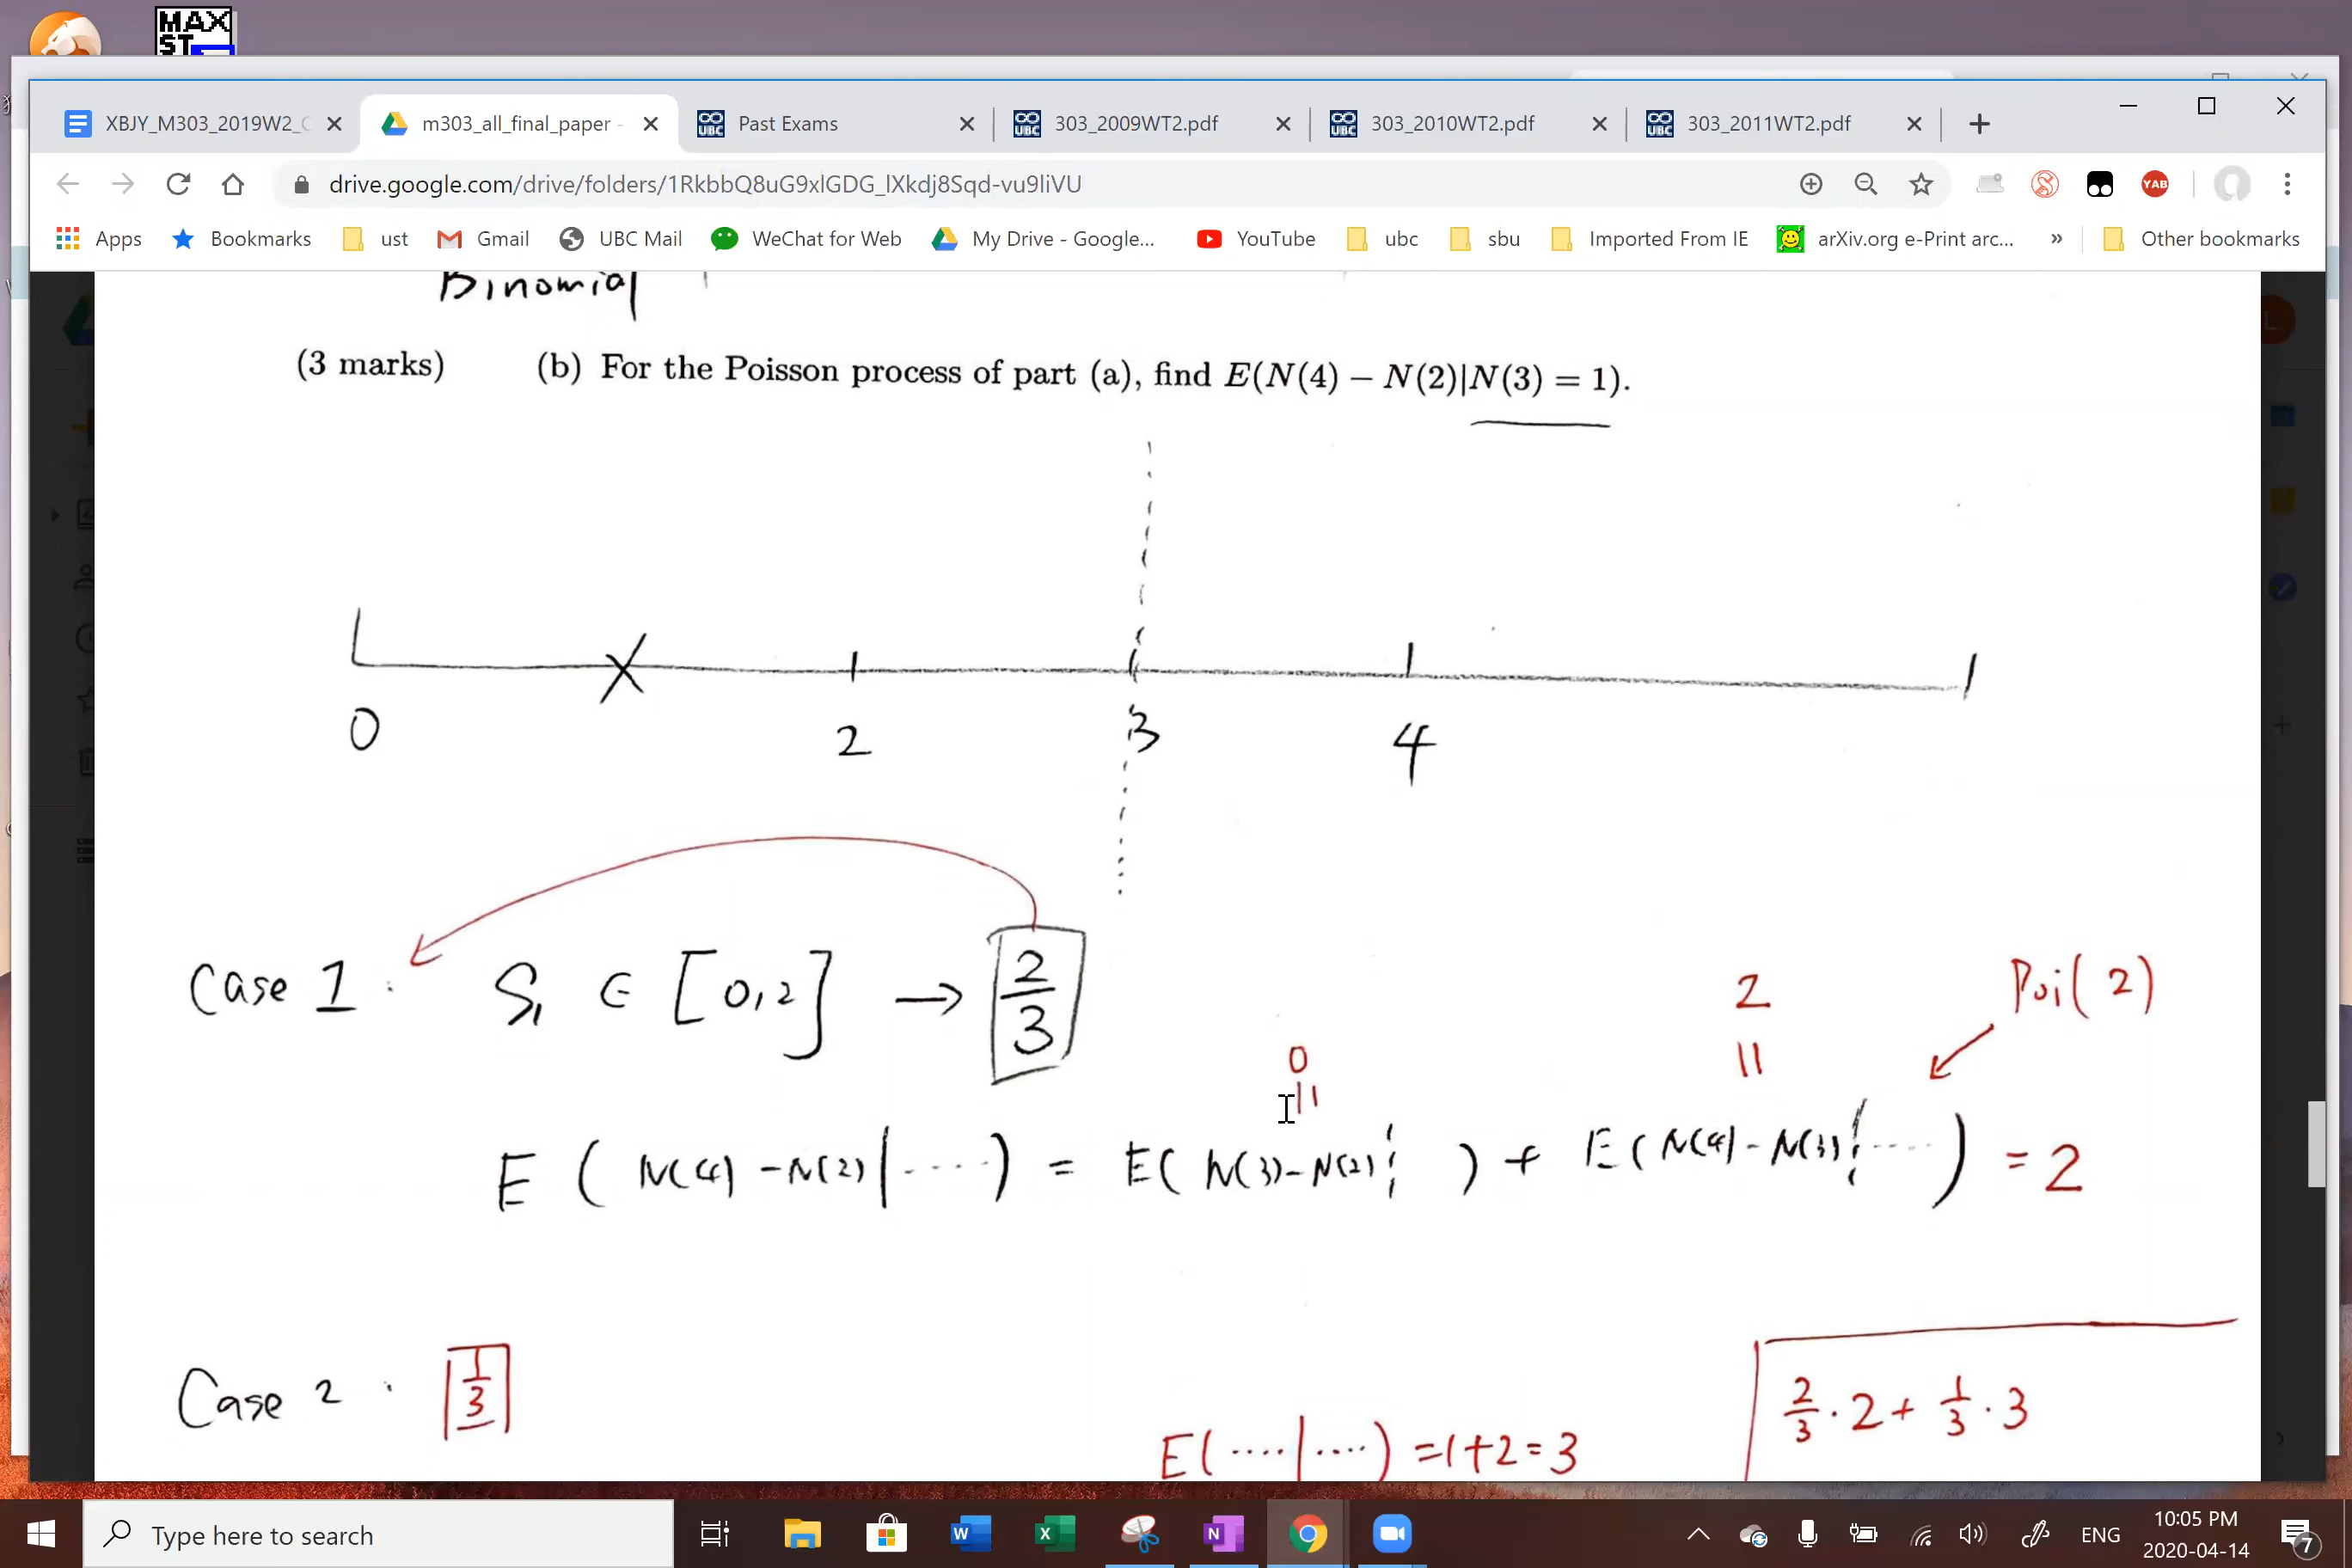 MAX
ST
XBJY_M303_2019W2_C
m303_all_final_paper -
Past Exams
303_2009WT2.pdf
303_2010WT2.pdf
303_2011WT2.pdf
drive.google.com/drive/folders/1RkbbQ8uG9xlGDG_lXkdj8Sqd-vu9liVU
YAB
Apps
Bookmarks
ust
Gmail
UBC Mail
WeChat for Web
My Drive - Google...
YouTube
ubc
sbu
Imported From IE
arXiv.org e-Print arc...
»
Other bookmarks
Binomial
(3 marks) (b) For the Poisson process of part (a), find E(N(4) − N(2)|N(3) = 1).
0 2 3 4
Case 1 : S₁ ∈ [0,2] → 2/3
0 || 2 || Poi(2)
E ( N(4) - N(2) | ....) = E( N(3) - N(2) | ) + E( N(4) - N(3) | ....) = 2
Case 2 : 1/3
E( .... | .... ) = 1+2 = 3
2/3 · 2 + 1/3 · 3
Type here to search
ENG
10:05 PM
2020-04-14
7